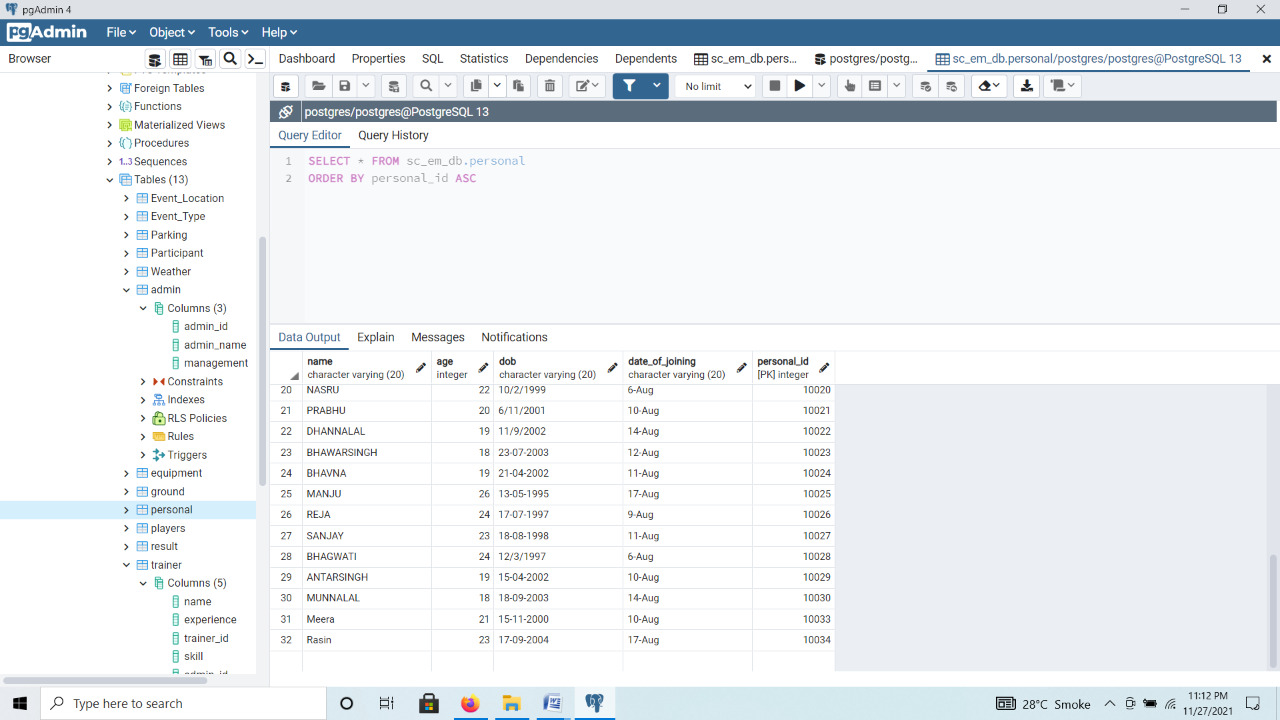 pgAdmin 4
pgAdmin File Object Tools Help
Browser
Dashboard Properties SQL Statistics Dependencies Dependents sc_em_db.pers... postgres/postg... sc_em_db.personal/postgres/postgres@PostgreSQL 13
Foreign Tables
Functions
Materialized Views
Procedures
1..3 Sequences
Tables (13)
Event_Location
Event_Type
Parking
Participant
Weather
admin
Columns (3)
admin_id
admin_name
management
Constraints
Indexes
RLS Policies
Rules
Triggers
equipment
ground
personal
players
result
trainer
Columns (5)
name
experience
trainer_id
skill
No limit
postgres/postgres@PostgreSQL 13
Query Editor Query History
1 SELECT * FROM sc_em_db.personal
2 ORDER BY personal_id ASC
Data Output Explain Messages Notifications
name age dob date_of_joining personal_id
character varying (20) integer character varying (20) character varying (20) [PK] integer
20 NASRU 22 10/2/1999 6-Aug 10020
21 PRABHU 20 6/11/2001 10-Aug 10021
22 DHANNALAL 19 11/9/2002 14-Aug 10022
23 BHAWARSINGH 18 23-07-2003 12-Aug 10023
24 BHAVNA 19 21-04-2002 11-Aug 10024
25 MANJU 26 13-05-1995 17-Aug 10025
26 REJA 24 17-07-1997 9-Aug 10026
27 SANJAY 23 18-08-1998 11-Aug 10027
28 BHAGWATI 24 12/3/1997 6-Aug 10028
29 ANTARSINGH 19 15-04-2002 10-Aug 10029
30 MUNNALAL 18 18-09-2003 14-Aug 10030
31 Meera 21 15-11-2000 10-Aug 10033
32 Rasin 23 17-09-2004 17-Aug 10034
Type here to search
28°C Smoke
11:12 PM
11/27/2021